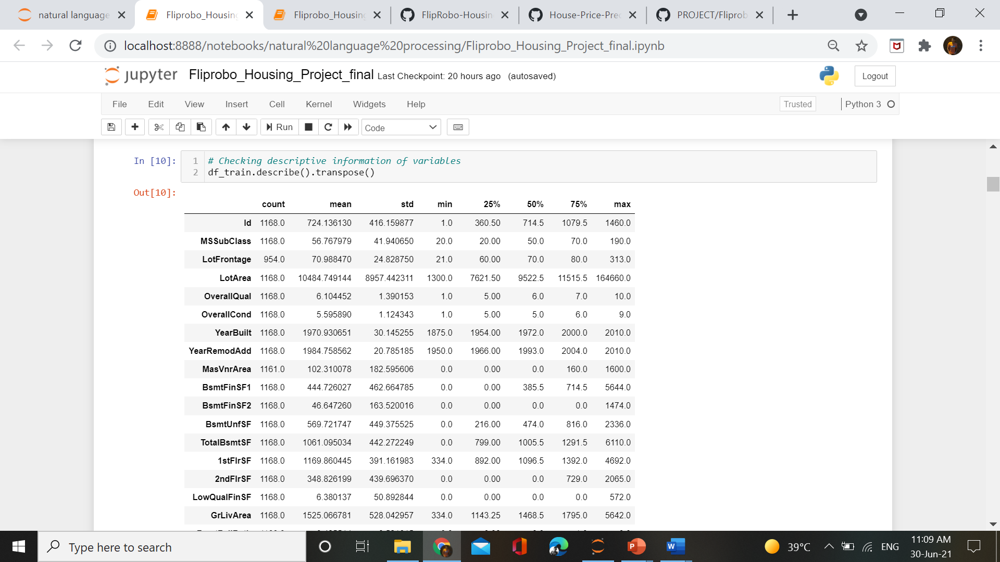 natural language
Fliprobo_Housing
Fliprobo_Housing
FlipRobo-Housin
House-Price-Pred
PROJECT/Fliprob
localhost:8888/notebooks/natural%20language%20processing/Fliprobo_Housing_Project_final.ipynb
jupyter Fliprobo_Housing_Project_final Last Checkpoint: 20 hours ago (autosaved)
Logout
File Edit View Insert Cell Kernel Widgets Help
Trusted
Python 3
Run
Code
In [10]:
1 # Checking descriptive information of variables
2 df_train.describe().transpose()
Out[10]:
count mean std min 25% 50% 75% max
Id 1168.0 724.136130 416.159877 1.0 360.50 714.5 1079.5 1460.0
MSSubClass 1168.0 56.767979 41.940650 20.0 20.00 50.0 70.0 190.0
LotFrontage 954.0 70.988470 24.828750 21.0 60.00 70.0 80.0 313.0
LotArea 1168.0 10484.749144 8957.442311 1300.0 7621.50 9522.5 11515.5 164660.0
OverallQual 1168.0 6.104452 1.390153 1.0 5.00 6.0 7.0 10.0
OverallCond 1168.0 5.595890 1.124343 1.0 5.00 5.0 6.0 9.0
YearBuilt 1168.0 1970.930651 30.145255 1875.0 1954.00 1972.0 2000.0 2010.0
YearRemodAdd 1168.0 1984.758562 20.785185 1950.0 1966.00 1993.0 2004.0 2010.0
MasVnrArea 1161.0 102.310078 182.595606 0.0 0.00 0.0 160.0 1600.0
BsmtFinSF1 1168.0 444.726027 462.664785 0.0 0.00 385.5 714.5 5644.0
BsmtFinSF2 1168.0 46.647260 163.520016 0.0 0.00 0.0 0.0 1474.0
BsmtUnfSF 1168.0 569.721747 449.375525 0.0 216.00 474.0 816.0 2336.0
TotalBsmtSF 1168.0 1061.095034 442.272249 0.0 799.00 1005.5 1291.5 6110.0
1stFlrSF 1168.0 1169.860445 391.161983 334.0 892.00 1096.5 1392.0 4692.0
2ndFlrSF 1168.0 348.826199 439.696370 0.0 0.00 0.0 729.0 2065.0
LowQualFinSF 1168.0 6.380137 50.892844 0.0 0.00 0.0 0.0 572.0
GrLivArea 1168.0 1525.066781 528.042957 334.0 1143.25 1468.5 1795.0 5642.0
Type here to search
39°C
ENG
11:09 AM
30-Jun-21